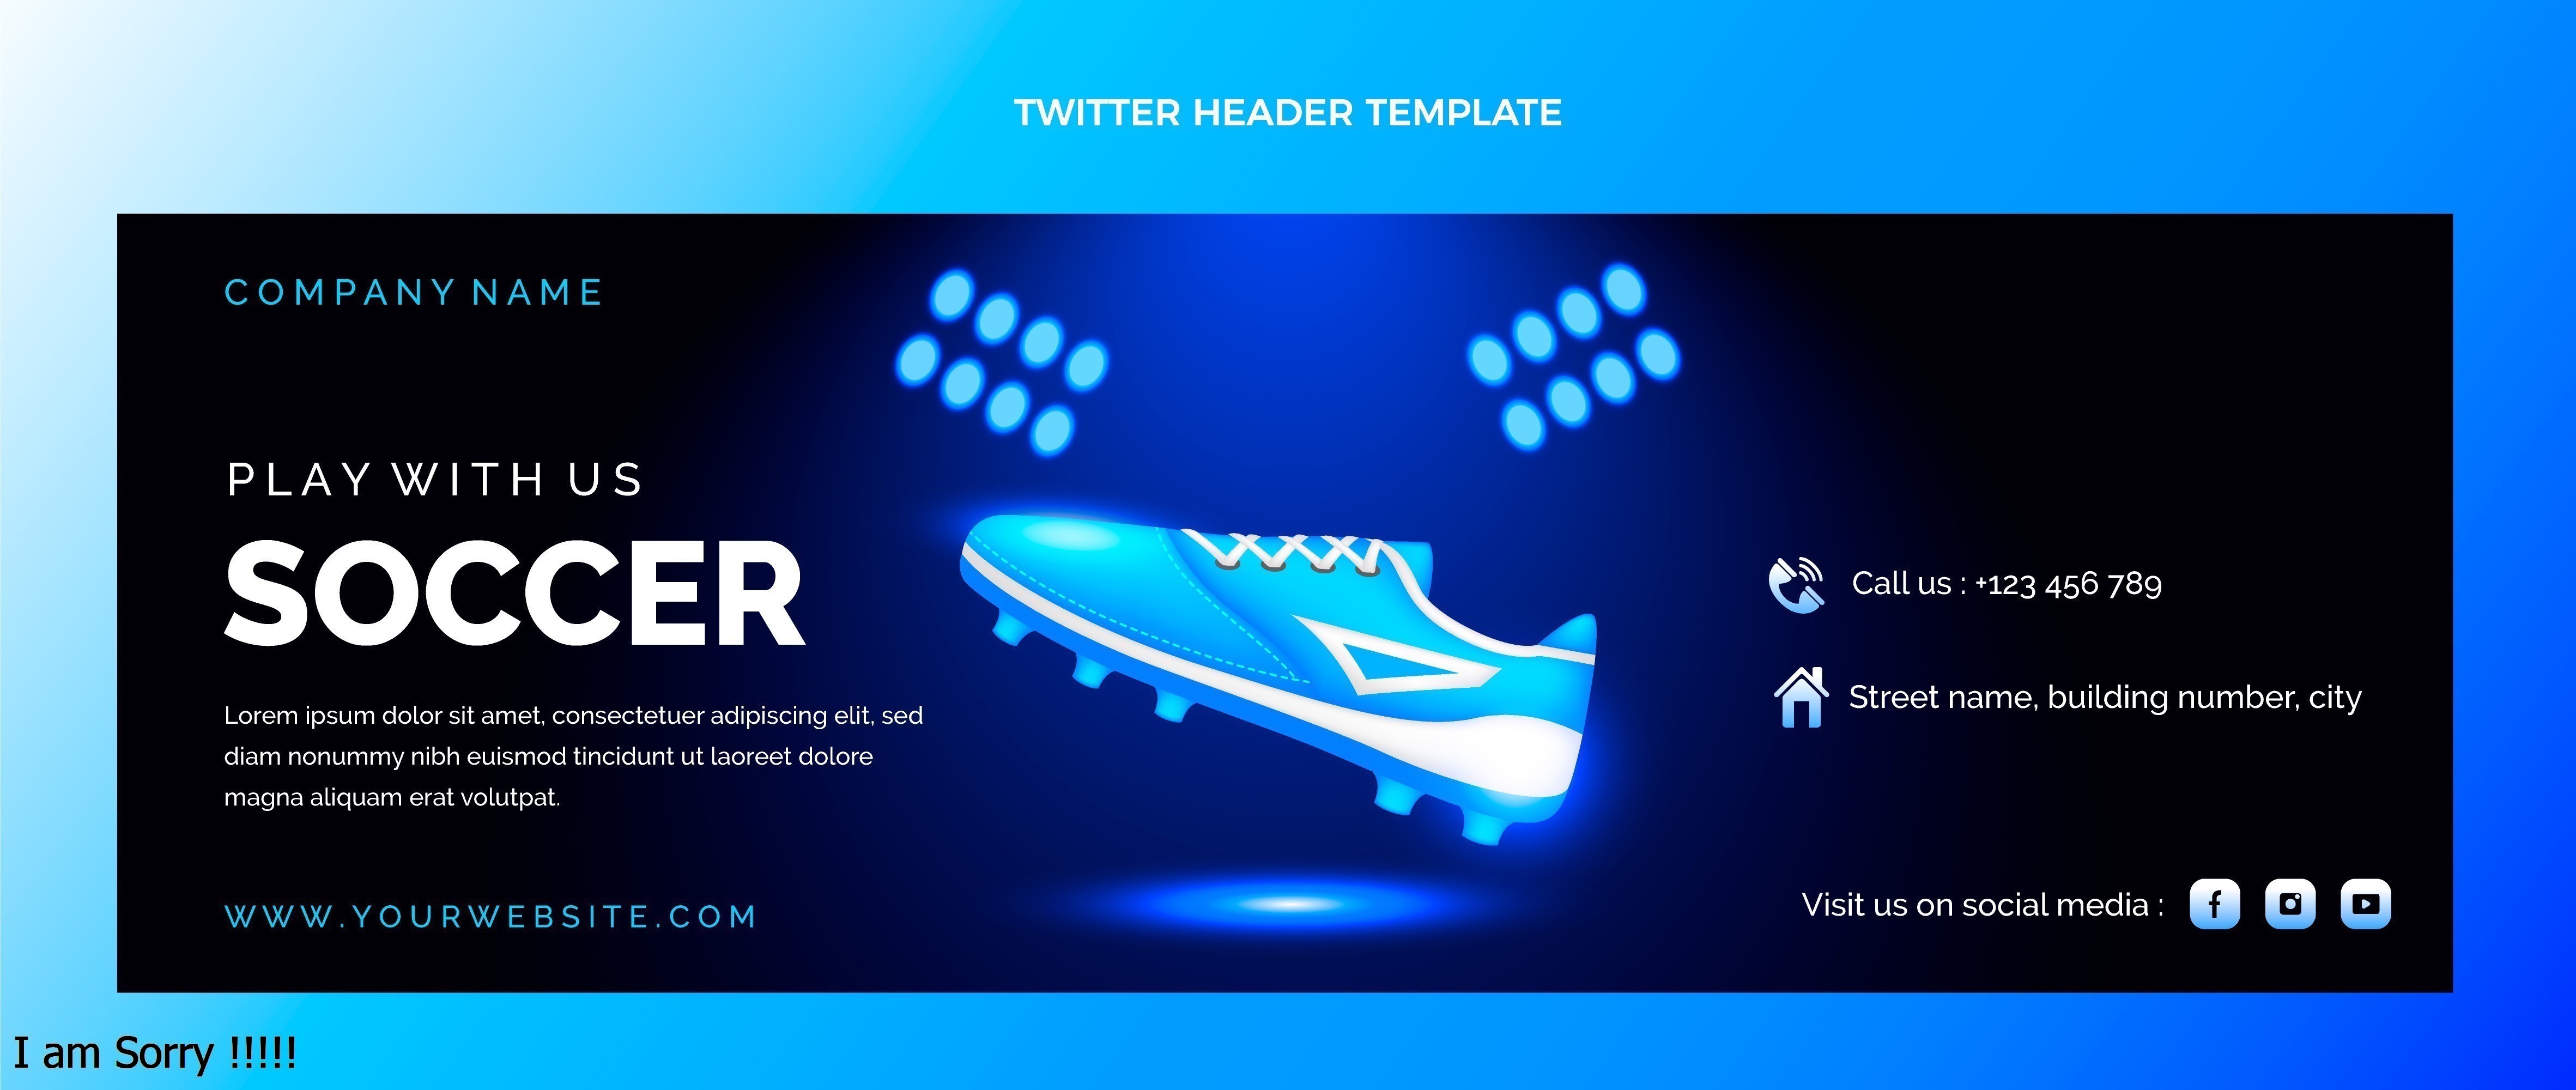 TWITTER HEADER TEMPLATE
COMPANY NAME
PLAY WITH US
SOCCER
Lorem ipsum dolor sit amet, consectetuer adipiscing elit, sed
diam nonummy nibh euismod tincidunt ut laoreet dolore
magna aliquam erat volutpat.
WWW.YOURWEBSITE.COM
Call us : +123 456 789
Street name, building number, city
Visit us on social media :
I am Sorry !!!!!